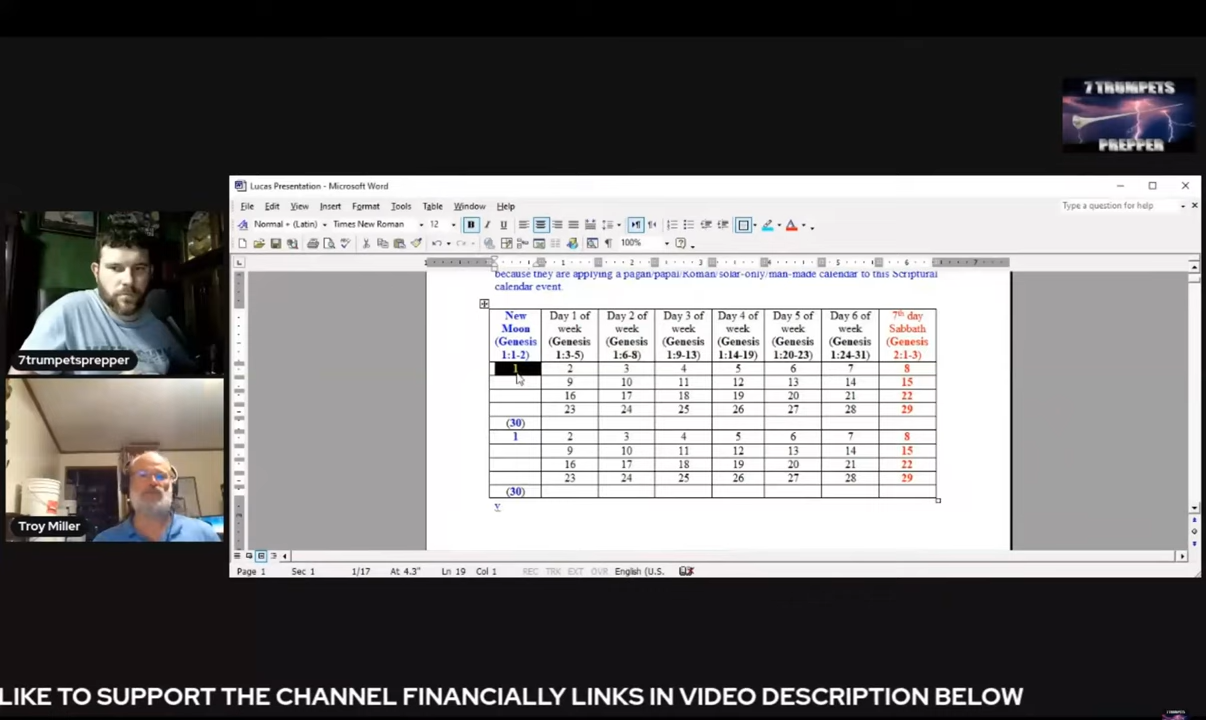 7 TRUMPETS
PREPPER
Lucas Presentation - Microsoft Word
File Edit View Insert Format Tools Table Window Help
Type a question for help
Normal + (Latin) Times New Roman 12 B I U
100%
because they are applying a pagan/papal/Roman/solar-only/man-made calendar to this Scriptural
calendar event.
New Moon (Genesis 1:1-2) Day 1 of week (Genesis 1:3-5) Day 2 of week (Genesis 1:6-8) Day 3 of week (Genesis 1:9-13) Day 4 of week (Genesis 1:14-19) Day 5 of week (Genesis 1:20-23) Day 6 of week (Genesis 1:24-31) 7th day Sabbath (Genesis 2:1-3)
1 2 3 4 5 6 7 8
9 10 11 12 13 14 15
16 17 18 19 20 21 22
23 24 25 26 27 28 29
(30)
1 2 3 4 5 6 7 8
9 10 11 12 13 14 15
16 17 18 19 20 21 22
23 24 25 26 27 28 29
(30)
Page 1 Sec 1 1/17 At 4.3" Ln 19 Col 1 REC TRK EXT OVR English (U.S.
7trumpetsprepper
Troy Miller
LIKE TO SUPPORT THE CHANNEL FINANCIALLY LINKS IN VIDEO DESCRIPTION BELOW